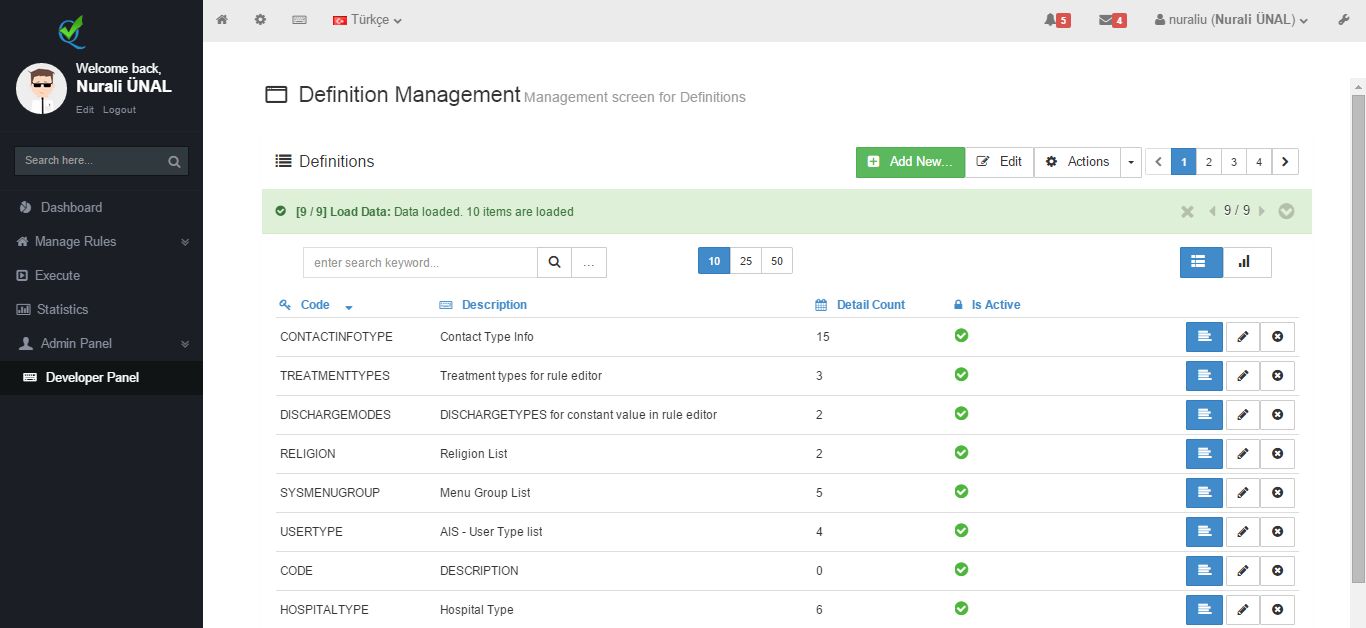 Türkçe
5
4
nuraliu (Nurali ÜNAL)
Welcome back,
Nurali ÜNAL
Edit Logout
Search here...
Dashboard
Manage Rules
Execute
Statistics
Admin Panel
Developer Panel
Definition Management Management screen for Definitions
Definitions
Add New... Edit Actions 1 2 3 4
[9 / 9] Load Data: Data loaded. 10 items are loaded 9 / 9
enter search keyword... ... 10 25 50
Code Description Detail Count Is Active
CONTACTINFOTYPE Contact Type Info 15
TREATMENTTYPES Treatment types for rule editor 3
DISCHARGEMODES DISCHARGETYPES for constant value in rule editor 2
RELIGION Religion List 2
SYSMENUGROUP Menu Group List 5
USERTYPE AIS - User Type list 4
CODE DESCRIPTION 0
HOSPITALTYPE Hospital Type 6